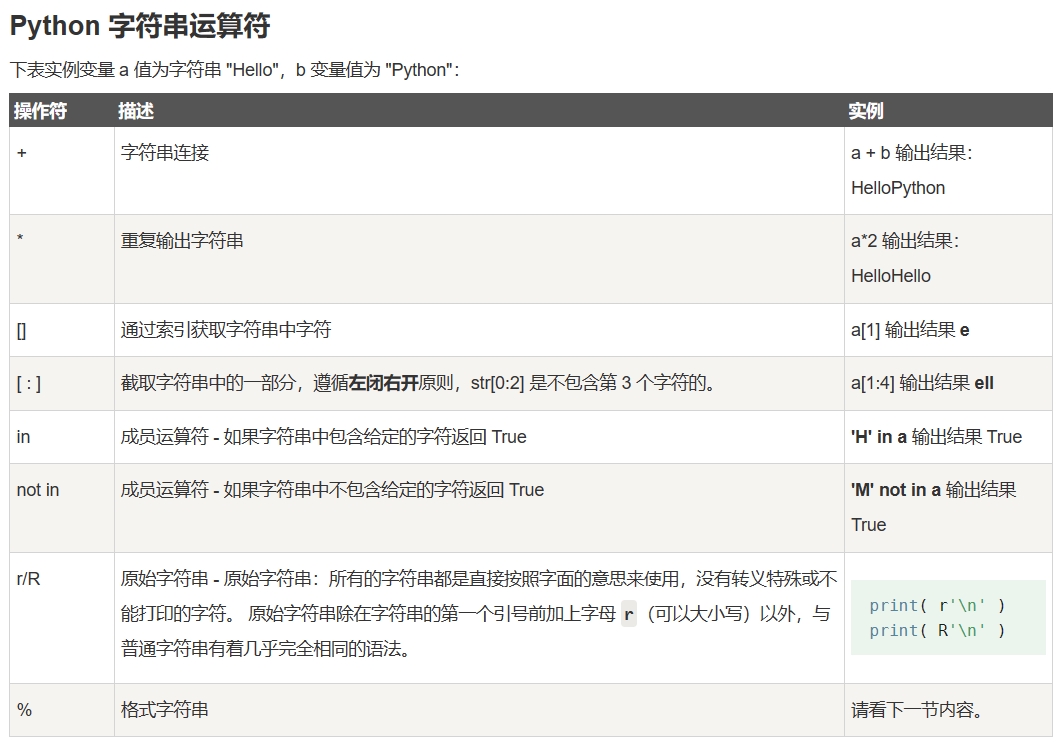 Python 字符串运算符
下表实例变量 a 值为字符串 "Hello"，b 变量值为 "Python"：
操作符 描述 实例
+ 字符串连接 a + b 输出结果：
HelloPython
* 重复输出字符串 a*2 输出结果：
HelloHello
[] 通过索引获取字符串中字符 a[1] 输出结果 e
[ : ] 截取字符串中的一部分，遵循左闭右开原则，str[0:2] 是不包含第 3 个字符的。 a[1:4] 输出结果 ell
in 成员运算符 - 如果字符串中包含给定的字符返回 True 'H' in a 输出结果 True
not in 成员运算符 - 如果字符串中不包含给定的字符返回 True 'M' not in a 输出结果
True
r/R 原始字符串 - 原始字符串：所有的字符串都是直接按照字面的意思来使用，没有转义特殊或不
能打印的字符。 原始字符串除在字符串的第一个引号前加上字母 r（可以大小写）以外，与
普通字符串有着几乎完全相同的语法。
print( r'\n' )
print( R'\n' )
% 格式字符串 请看下一节内容。